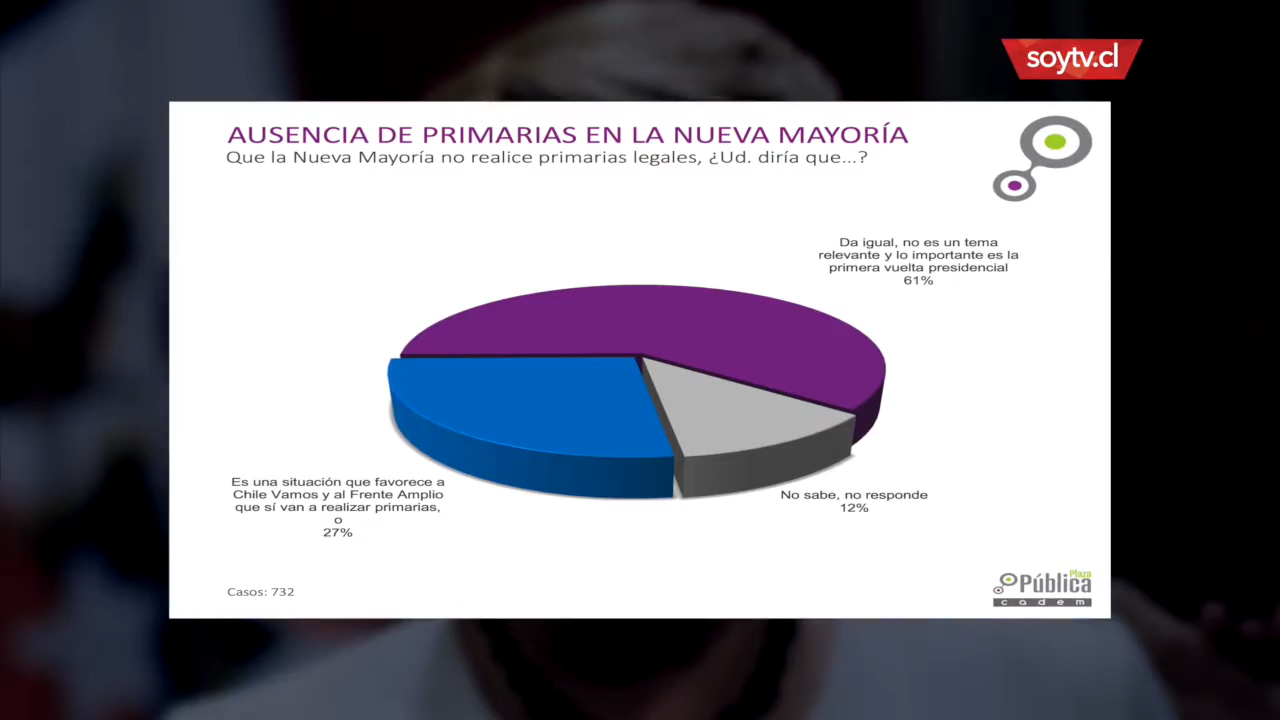 soytv.cl
AUSENCIA DE PRIMARIAS EN LA NUEVA MAYORÍA
Que la Nueva Mayoría no realice primarias legales, ¿Ud. diría que...?
Da igual, no es un tema
relevante y lo importante es la
primera vuelta presidencial
61%
Es una situación que favorece a
Chile Vamos y al Frente Amplio
que sí van a realizar primarias,
o
27%
No sabe, no responde
12%
Casos: 732
Plaza
Pública
cadem